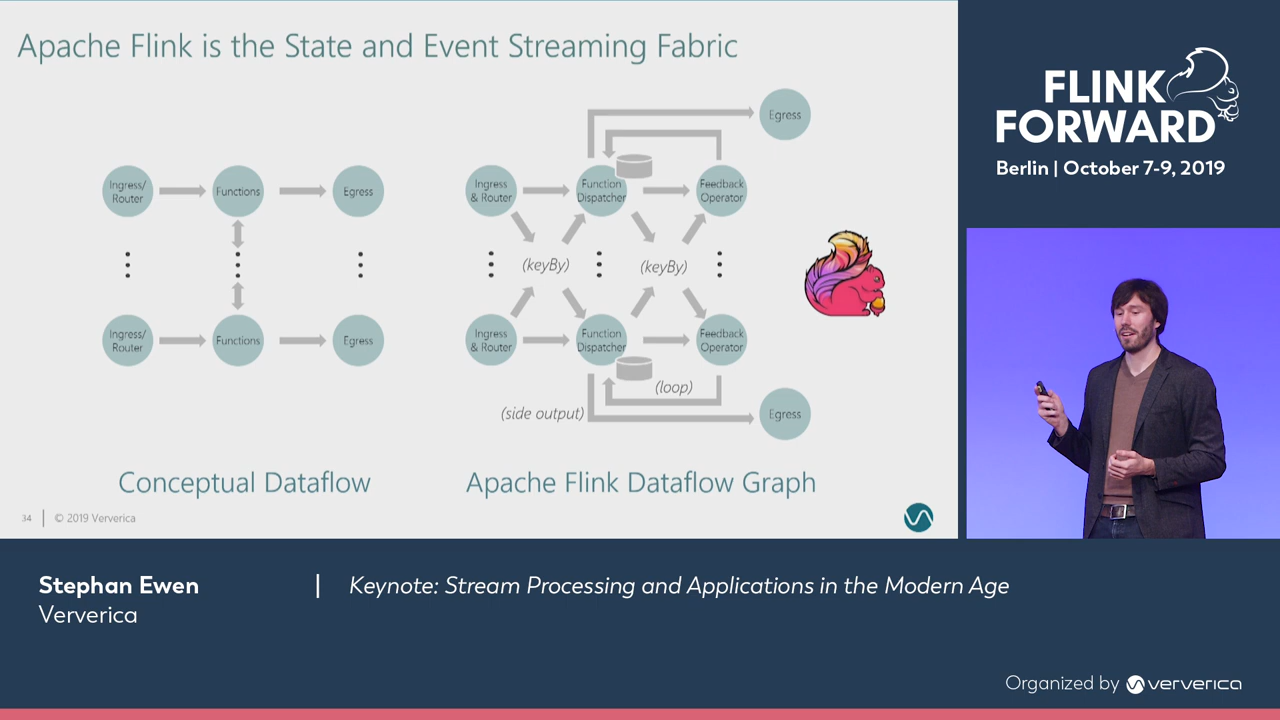 Apache Flink is the State and Event Streaming Fabric
Ingress/
Router
Functions
Egress
Ingress/
Router
Functions
Egress
Conceptual Dataflow
Egress
Ingress
& Router
Function
Dispatcher
Feedback
Operator
(keyBy)
(keyBy)
Ingress
& Router
Function
Dispatcher
Feedback
Operator
(loop)
(side output)
Egress
Apache Flink Dataflow Graph
34
© 2019 Ververica
FLINK
FORWARD
Berlin | October 7-9, 2019
Stephan Ewen
Ververica
| Keynote: Stream Processing and Applications in the Modern Age
Organized by ververica